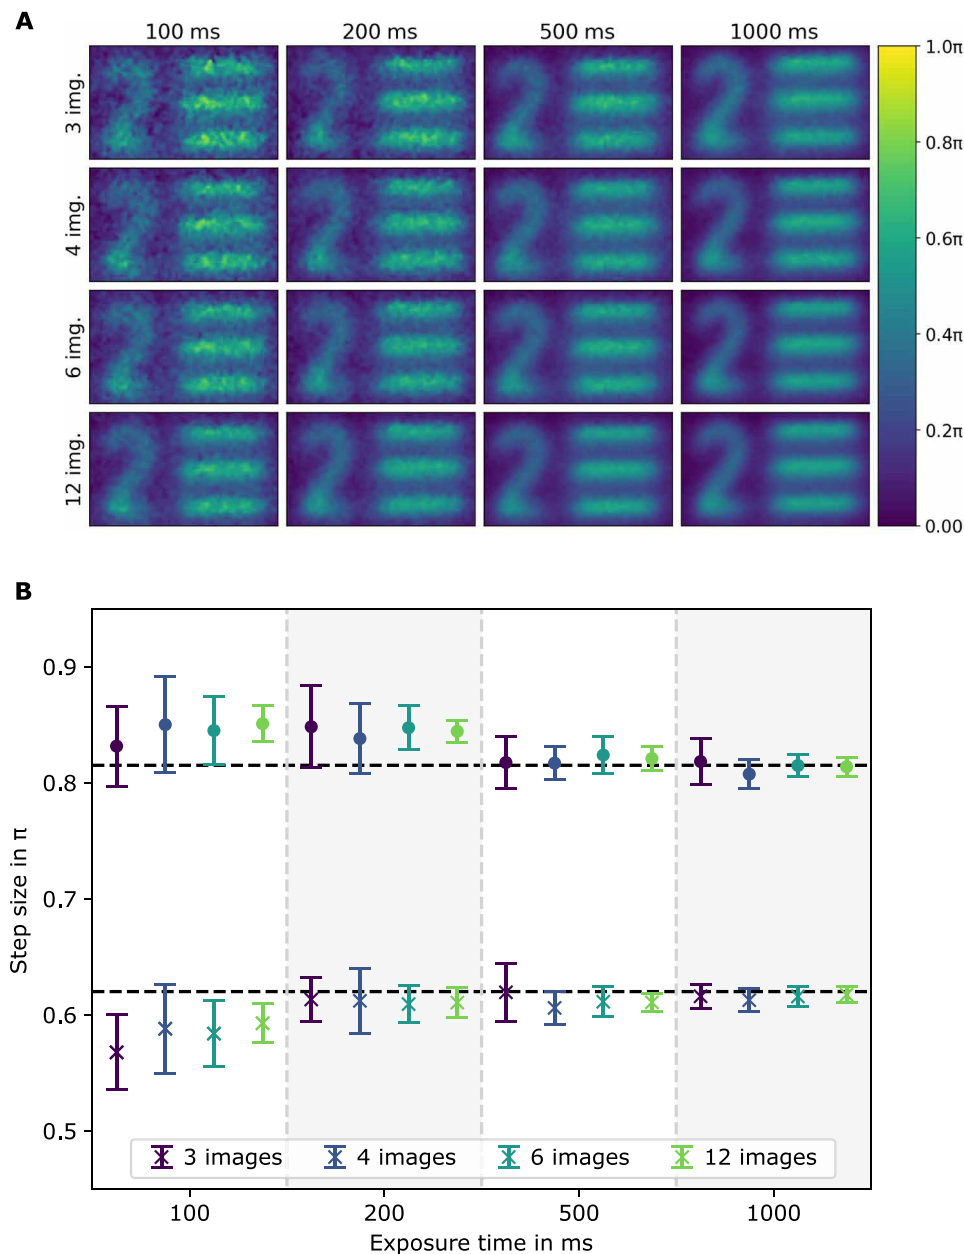 A
100 ms 200 ms 500 ms 1000 ms
3 img.
4 img.
6 img.
12 img.
1.0π
0.8π
0.6π
0.4π
0.2π
0.00
B
Step size in π
0.9
0.8
0.7
0.6
0.5
3 images 4 images 6 images 12 images
100 200 500 1000
Exposure time in ms